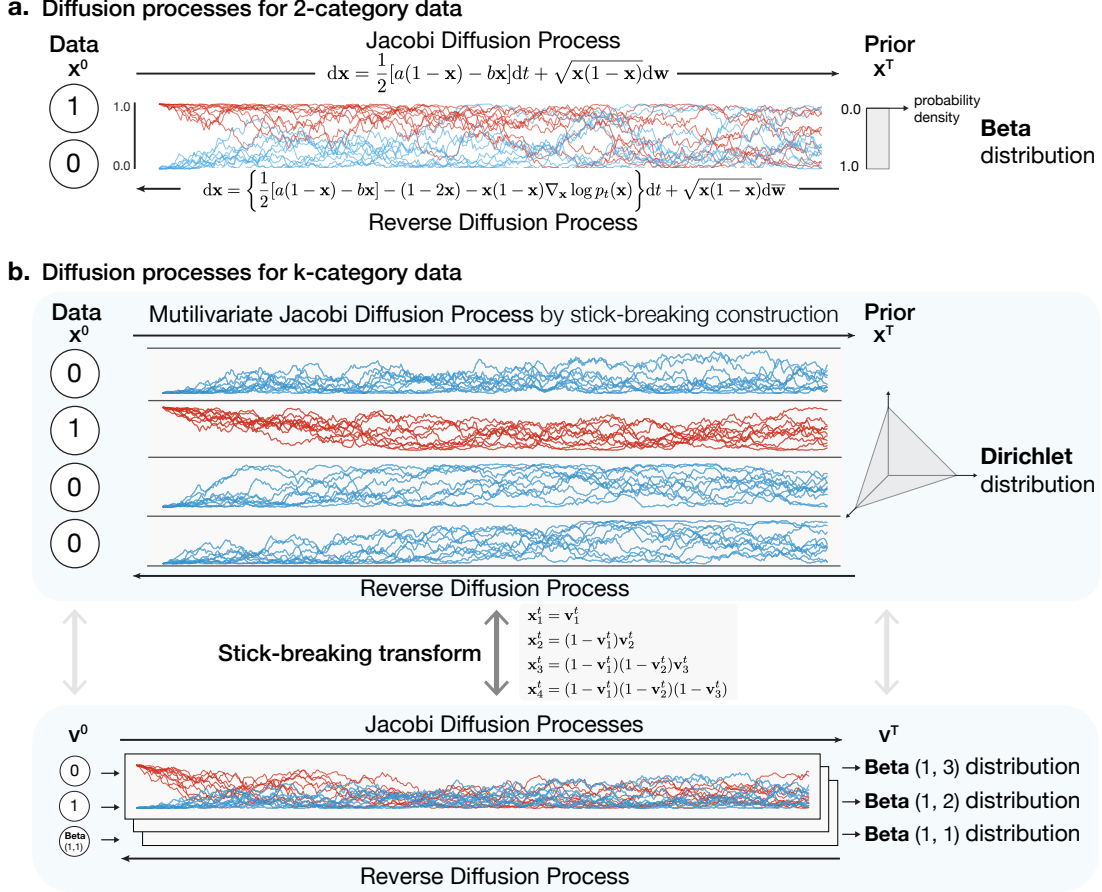 a. Diffusion processes for 2-category data
Data
x⁰
Jacobi Diffusion Process
dx = 1/2[a(1 − x) − bx]dt + √x(1 − x)dw
Prior
xᵀ
1
0
1.0
0.0
0.0
1.0
probability
density
Beta
distribution
dx = {1/2[a(1 − x) − bx] − (1 − 2x) − x(1 − x)∇ₓ log pₜ(x)}dt + √x(1 − x)dw̅
Reverse Diffusion Process
b. Diffusion processes for k-category data
Data
x⁰
Mutilivariate Jacobi Diffusion Process by stick-breaking construction
Prior
xᵀ
0
1
0
0
Dirichlet
distribution
Reverse Diffusion Process
Stick-breaking transform
x₁ᵗ = v₁ᵗ
x₂ᵗ = (1 − v₁ᵗ)v₂ᵗ
x₃ᵗ = (1 − v₁ᵗ)(1 − v₂ᵗ)v₃ᵗ
x₄ᵗ = (1 − v₁ᵗ)(1 − v₂ᵗ)(1 − v₃ᵗ)
v⁰
Jacobi Diffusion Processes
vᵀ
0
1
Beta
(1,1)
Beta (1, 3) distribution
Beta (1, 2) distribution
Beta (1, 1) distribution
Reverse Diffusion Process